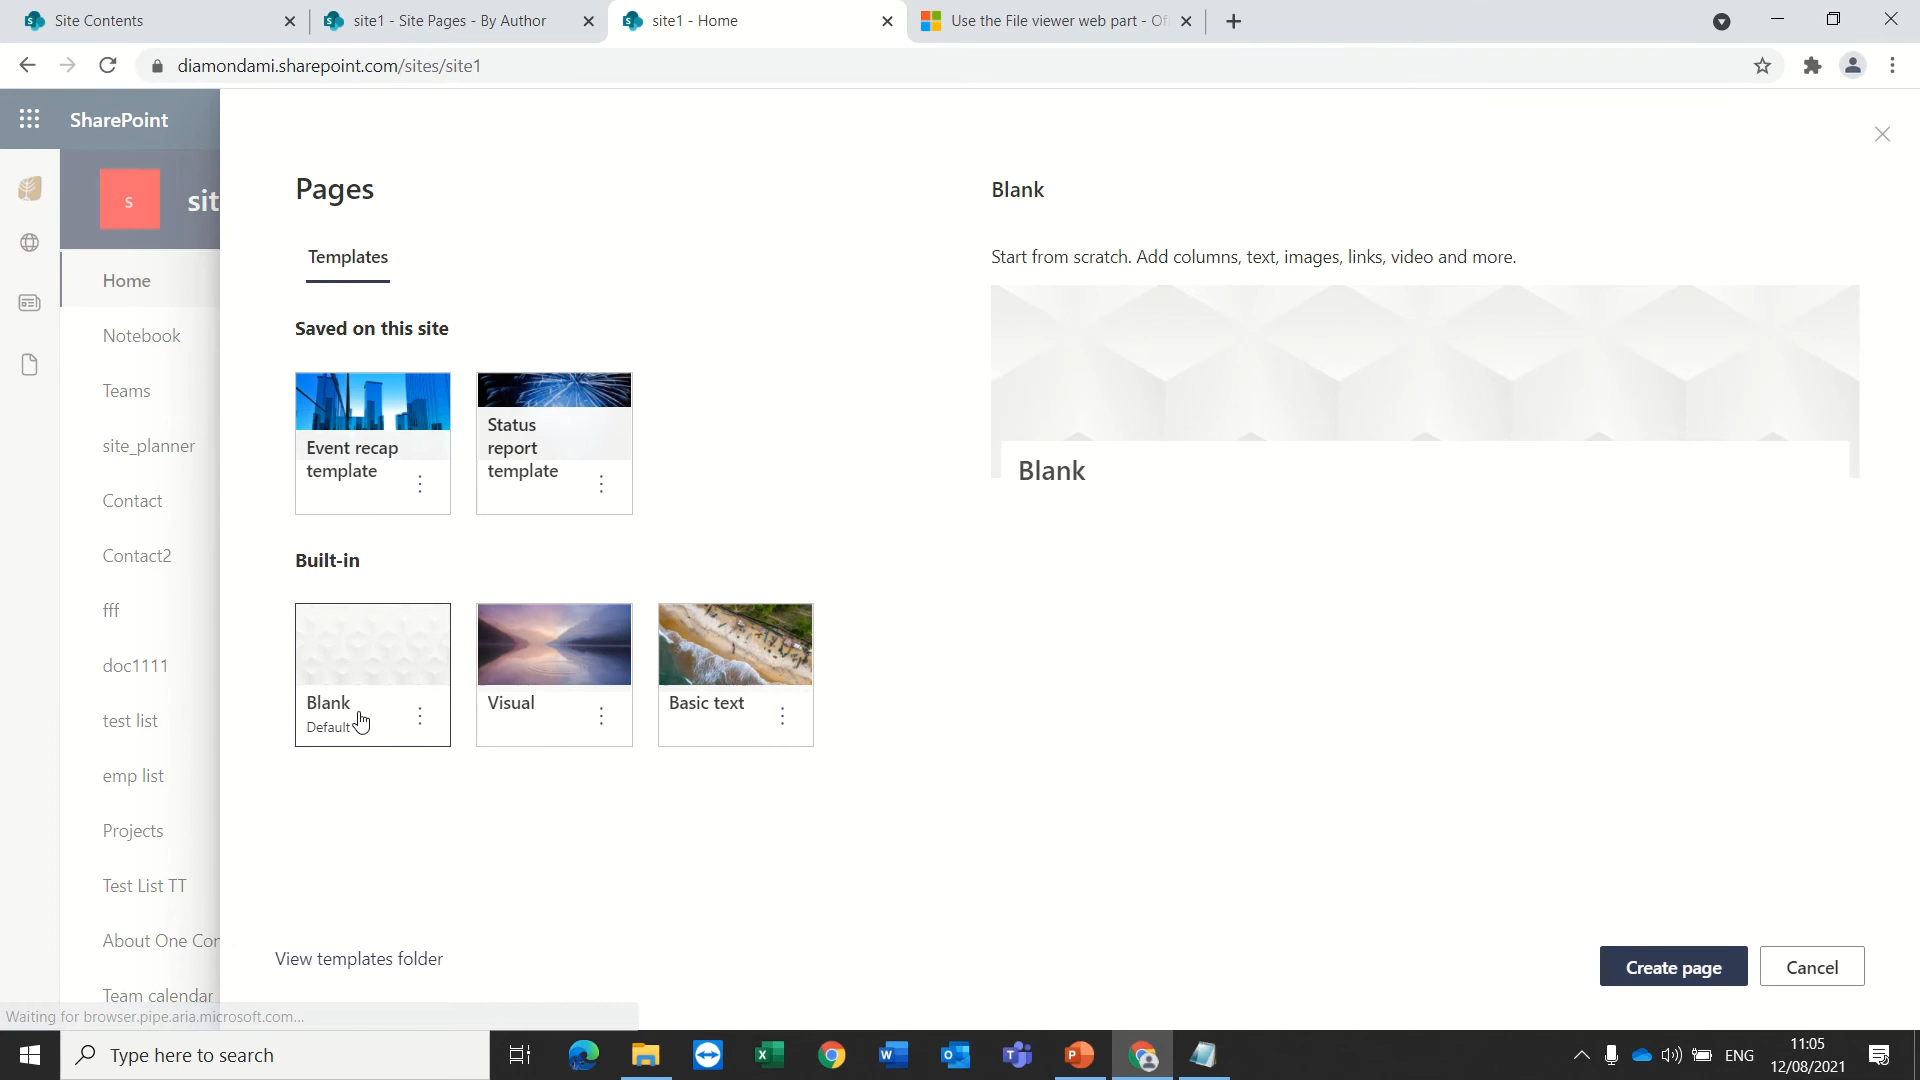 Site Contents
site1 - Site Pages - By Author
site1 - Home
Use the File viewer web part - Of
diamondami.sharepoint.com/sites/site1
SharePoint
s
sit
Home
Notebook
Teams
site_planner
Contact
Contact2
fff
doc1111
test list
emp list
Projects
Test List TT
About One Cor
Team calendar
Pages
Templates
Saved on this site
Event recap
template
Status
report
template
Built-in
Blank
Default
Visual
Basic text
View templates folder
Blank
Start from scratch. Add columns, text, images, links, video and more.
Blank
Create page
Cancel
Waiting for browser.pipe.aria.microsoft.com...
Type here to search
ENG
11:05
12/08/2021